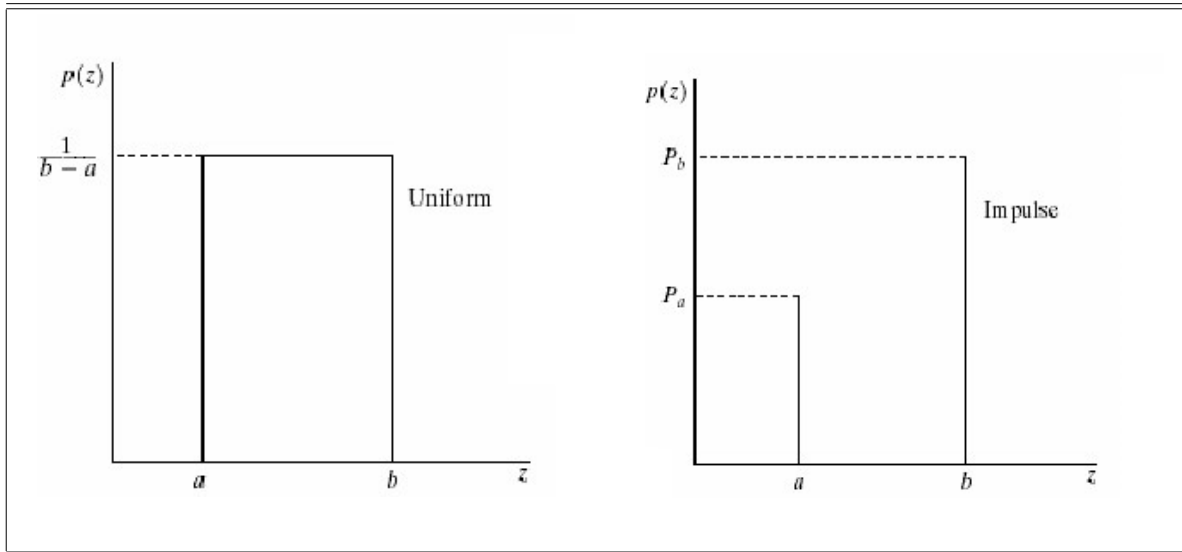 p(z)
1
b − a
Uniform
a
b
z
p(z)
P_b
Impulse
P_a
a
b
z